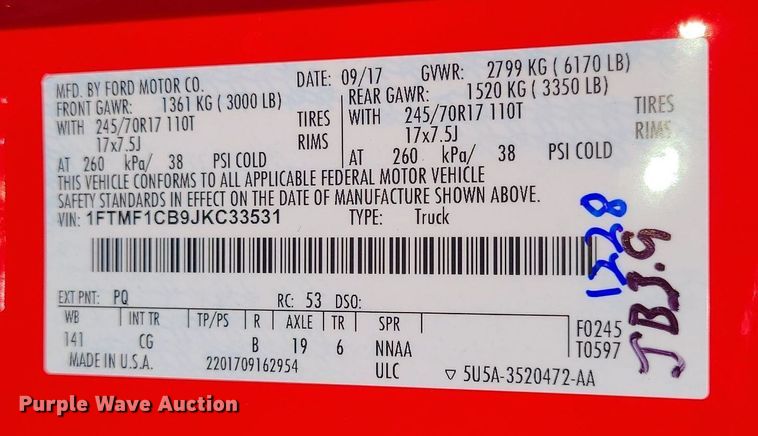 MFD. BY FORD MOTOR CO. DATE: 09/17 GVWR: 2799 KG ( 6170 LB)
FRONT GAWR: 1361 KG ( 3000 LB) REAR GAWR: 1520 KG ( 3350 LB)
WITH 245/70R17 110T TIRES WITH 245/70R17 110T TIRES
17x7.5J RIMS 17x7.5J RIMS
AT 260 kPa/ 38 PSI COLD AT 260 kPa/ 38 PSI COLD
THIS VEHICLE CONFORMS TO ALL APPLICABLE FEDERAL MOTOR VEHICLE
SAFETY STANDARDS IN EFFECT ON THE DATE OF MANUFACTURE SHOWN ABOVE.
VIN: 1FTMF1CB9JKC33531 TYPE: Truck
1228
JBJ.9
EXT PNT: PQ RC: 53 DSO:
WB INT TR TP/PS R AXLE TR SPR F0245
141 CG B 19 6 NNAA T0597
MADE IN U.S.A. 2201709162954 ULC ▽ 5U5A-3520472-AA
Purple Wave Auction